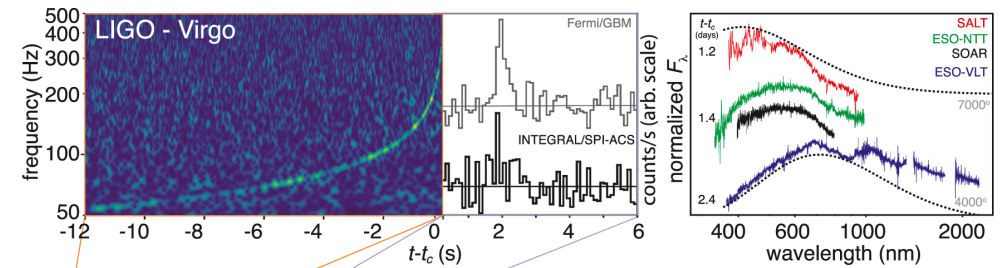 LIGO - Virgo
frequency (Hz)
500
400
300
200
100
50
-12 -10 -8 -6 -4 -2 0 2 4 6
t-tc (s)
Fermi/GBM
INTEGRAL/SPI-ACS
counts/s (arb. scale)
normalized Fλ
t-tc
(days)
1.2
1.4
2.4
SALT
ESO-NTT
SOAR
ESO-VLT
7000°
4000°
400 600 1000 2000
wavelength (nm)